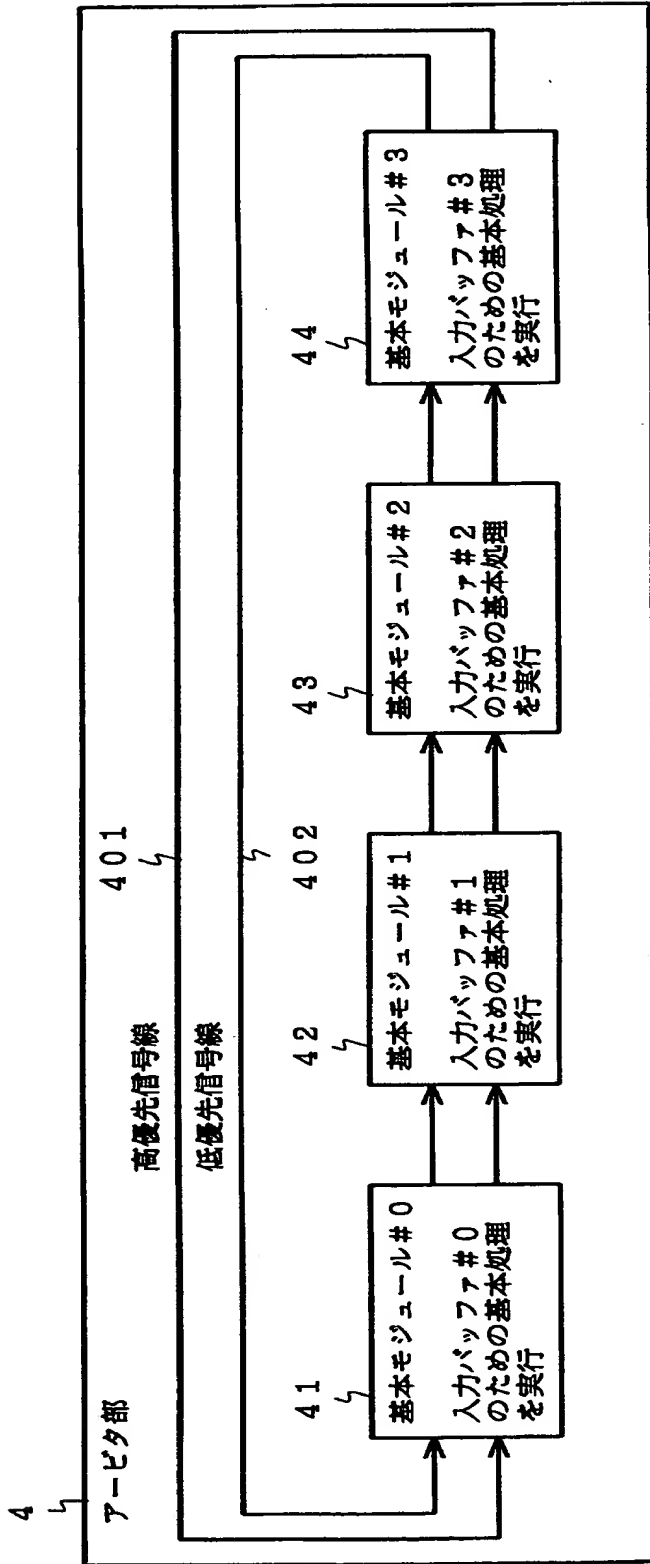 4
アービタ部
401
高優先信号線
低優先信号線
402
41
基本モジュール#0
入力バッファ#0
のための基本処理
を実行
42
基本モジュール#1
入力バッファ#1
のための基本処理
を実行
43
基本モジュール#2
入力バッファ#2
のための基本処理
を実行
44
基本モジュール#3
入力バッファ#3
のための基本処理
を実行